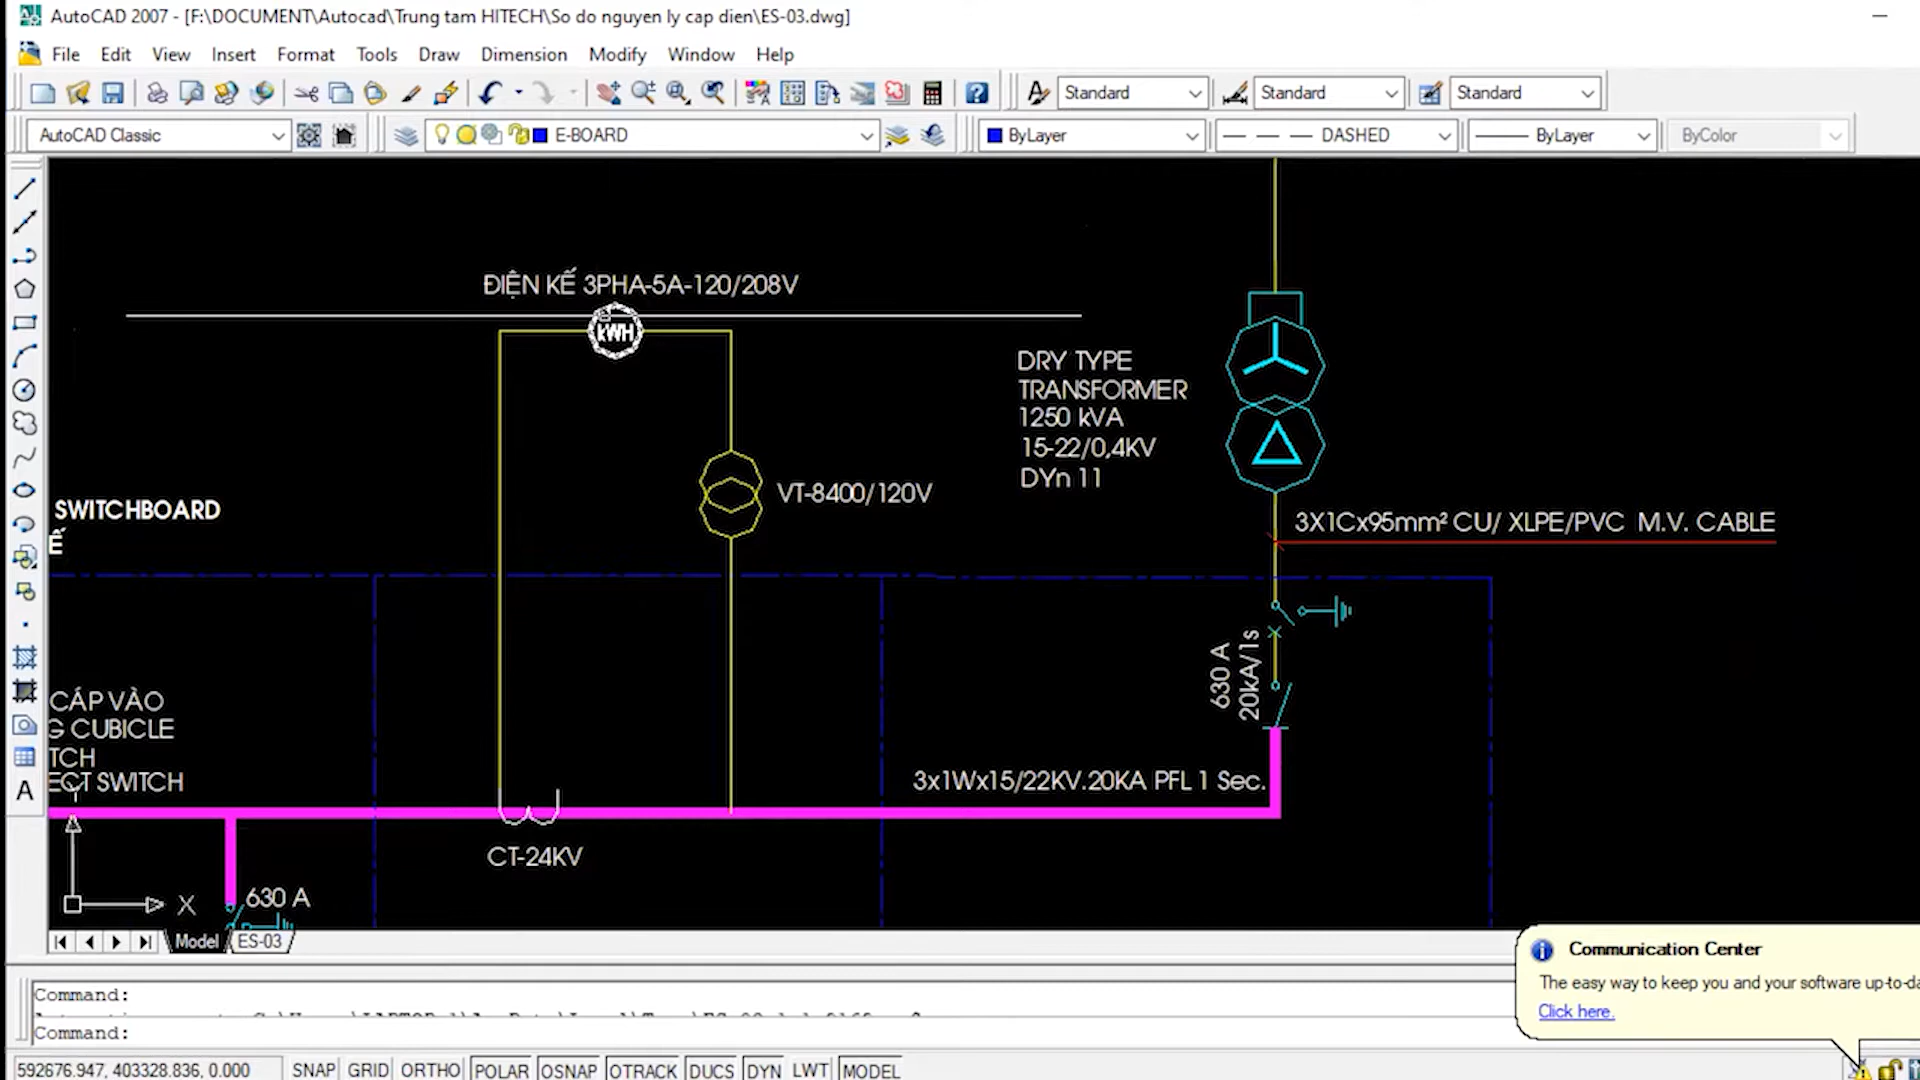 AutoCAD 2007 - [F:\DOCUMENT\Autocad\Trung tam HITECH\So do nguyen ly cap dien\ES-03.dwg]
File Edit View Insert Format Tools Draw Dimension Modify Window Help
Standard Standard Standard
AutoCAD Classic E-BOARD ByLayer DASHED ByLayer ByColor
ĐIỆN KẾ 3PHA-5A-120/208V
kWH
DRY TYPE
TRANSFORMER
1250 kVA
15-22/0,4KV
DYn 11
VT-8400/120V
SWITCHBOARD
Ế
3X1Cx95mm² CU/ XLPE/PVC M.V. CABLE
630 A
20kA/1s
CÁP VÀO
G CUBICLE
TCH
ECT SWITCH
3x1Wx15/22KV.20KA PFL 1 Sec.
CT-24KV
Y
X
630 A
Model ES-03
Communication Center
The easy way to keep you and your software up-to-da
Click here.
Command:
Command:
592676.947, 403328.836, 0.000 SNAP GRID ORTHO POLAR OSNAP OTRACK DUCS DYN LWT MODEL